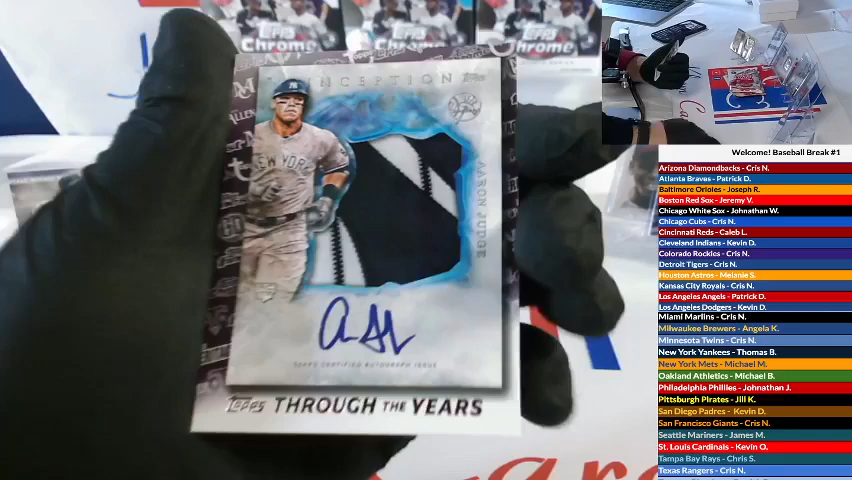 TOPPS
Chrome
Chrome
Chrome
INCEPTION
Topps
AARON JUDGE
NEW YORK
RC
TOPPS CERTIFIED AUTOGRAPH ISSUE
Topps THROUGH THE YEARS
Welcome! Baseball Break #1
Arizona Diamondbacks - Cris N.
Atlanta Braves - Patrick D.
Baltimore Orioles - Joseph R.
Boston Red Sox - Jeremy V.
Chicago White Sox - Johnathan W.
Chicago Cubs - Cris N.
Cincinnati Reds - Caleb L.
Cleveland Indians - Kevin D.
Colorado Rockies - Cris N.
Detroit Tigers - Cris N.
Houston Astros - Melanie S.
Kansas City Royals - Cris N.
Los Angeles Angels - Patrick D.
Los Angeles Dodgers - Kevin D.
Miami Marlins - Cris N.
Milwaukee Brewers - Angela K.
Minnesota Twins - Cris N.
New York Yankees - Thomas B.
New York Mets - Michael M.
Oakland Athletics - Michael B.
Philadelphia Phillies - Johnathan J.
Pittsburgh Pirates - Jill K.
San Diego Padres - Kevin D.
San Francisco Giants - Cris N.
Seattle Mariners - James M.
St. Louis Cardinals - Kevin O.
Tampa Bay Rays - Chris S.
Texas Rangers - Cris N.